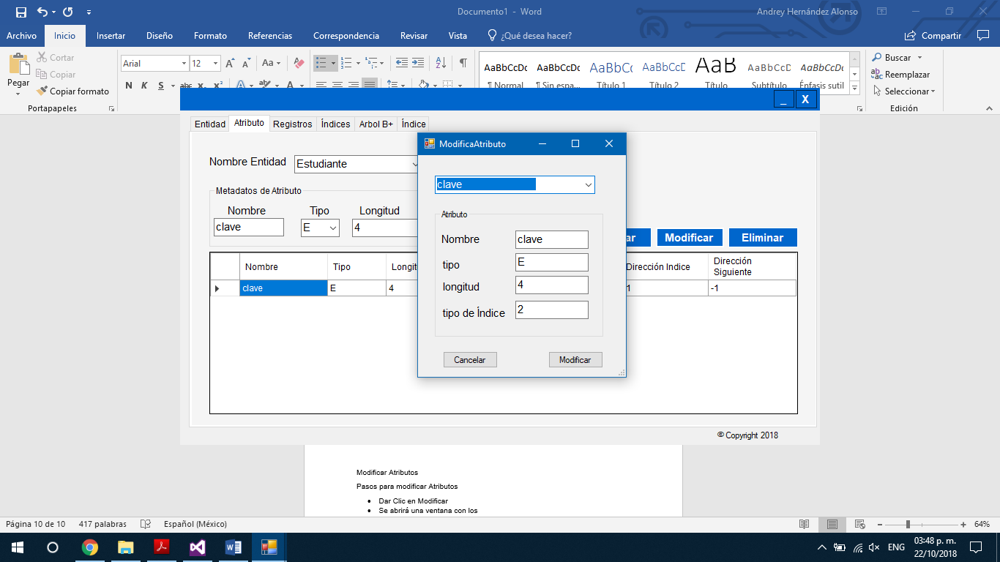 Documento1 - Word
Andrey Hernández Alonso
Archivo Inicio Insertar Diseño Formato Referencias Correspondencia Revisar Vista ¿Qué desea hacer? Compartir
Pegar
Cortar
Copiar
Copiar formato
Portapapeles
Arial 12
Aa
N K S abc x₂ x²
AaBbCcDc AaBbCcDc AaBbCc AaBbCcD AaB AaBbCcD AaBbCcDc
¶ Normal ¶ Sin espa... Título 1 Título 2 Título Subtítulo Énfasis sutil
Buscar
Reemplazar
Seleccionar
Edición
_ X
Entidad Atributo Registros Índices Arbol B+ Índice
Nombre Entidad Estudiante
Metadatos de Atributo
Nombre Tipo Longitud
clave E 4
ar Modificar Eliminar
Nombre Tipo Longit Dirección Indice Dirección
Siguiente
clave E 4 1 -1
ModificaAtributo
clave
Atributo
Nombre clave
tipo E
longitud 4
tipo de Índice 2
Cancelar Modificar
© Copyright 2018
Modificar Atributos
Pasos para modificar Atributos
• Dar Clic en Modificar
• Se abrirá una ventana con los
Página 10 de 10 417 palabras Español (México) 64%
ENG 03:48 p. m.
22/10/2018